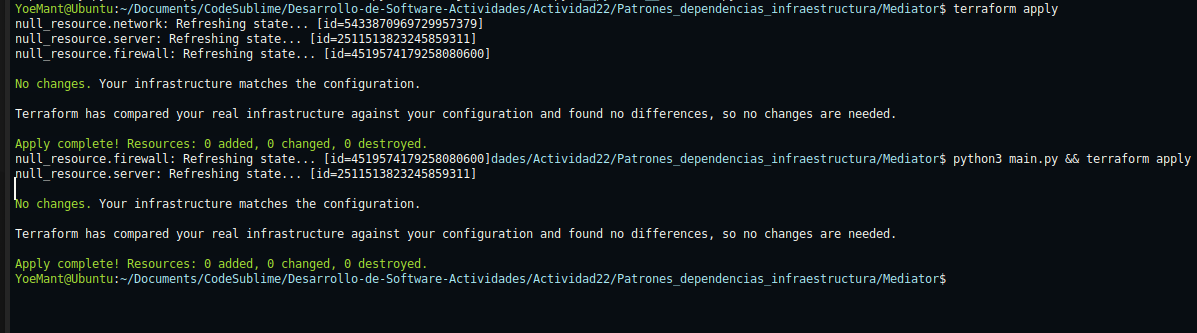 YoeMant@Ubuntu:~/Documents/CodeSublime/Desarrollo-de-Software-Actividades/Actividad22/Patrones_dependencias_infraestructura/Mediator$ terraform apply
null_resource.network: Refreshing state... [id=5433870969729957379]
null_resource.server: Refreshing state... [id=2511513823245859311]
null_resource.firewall: Refreshing state... [id=4519574179258080600]
No changes. Your infrastructure matches the configuration.
Terraform has compared your real infrastructure against your configuration and found no differences, so no changes are needed.
Apply complete! Resources: 0 added, 0 changed, 0 destroyed.
null_resource.firewall: Refreshing state... [id=4519574179258080600]dades/Actividad22/Patrones_dependencias_infraestructura/Mediator$ python3 main.py && terraform apply
null_resource.server: Refreshing state... [id=2511513823245859311]
No changes. Your infrastructure matches the configuration.
Terraform has compared your real infrastructure against your configuration and found no differences, so no changes are needed.
Apply complete! Resources: 0 added, 0 changed, 0 destroyed.
YoeMant@Ubuntu:~/Documents/CodeSublime/Desarrollo-de-Software-Actividades/Actividad22/Patrones_dependencias_infraestructura/Mediator$